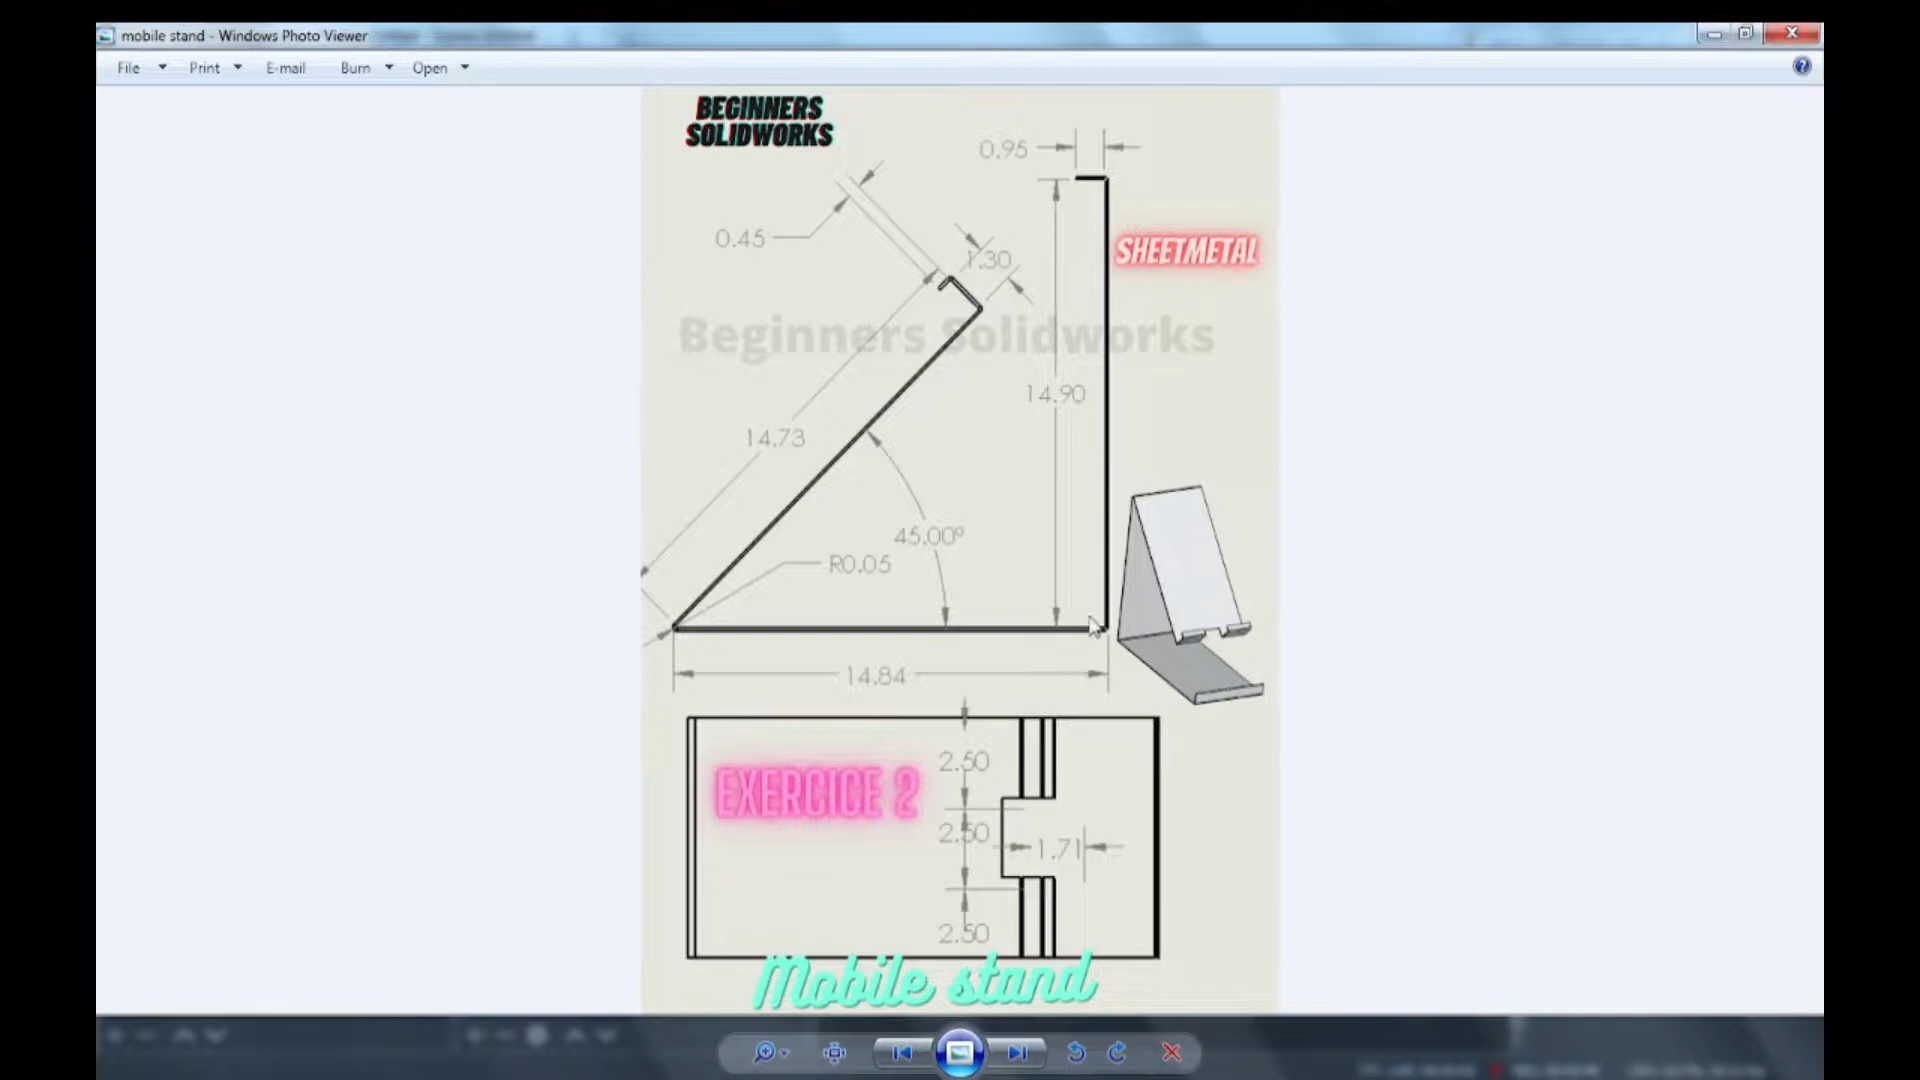 mobile stand - Windows Photo Viewer
File Print E-mail Burn Open
BEGINNERS
SOLIDWORKS
0.95
0.45
1.30
SHEETMETAL
Beginners Solidworks
14.90
14.73
45.00°
R0.05
14.84
2.50
EXERCICE 2
2.50
1.71
2.50
Mobile stand